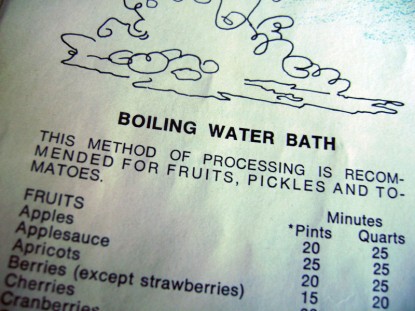 BOILING WATER BATH
THIS METHOD OF PROCESSING IS RECOM-
MENDED FOR FRUITS, PICKLES AND TO-
MATOES.
Minutes
FRUITS *Pints Quarts
Apples 20 25
Applesauce 25 25
Apricots 20 25
Berries (except strawberries) 15 20
Cherries
Cranberries